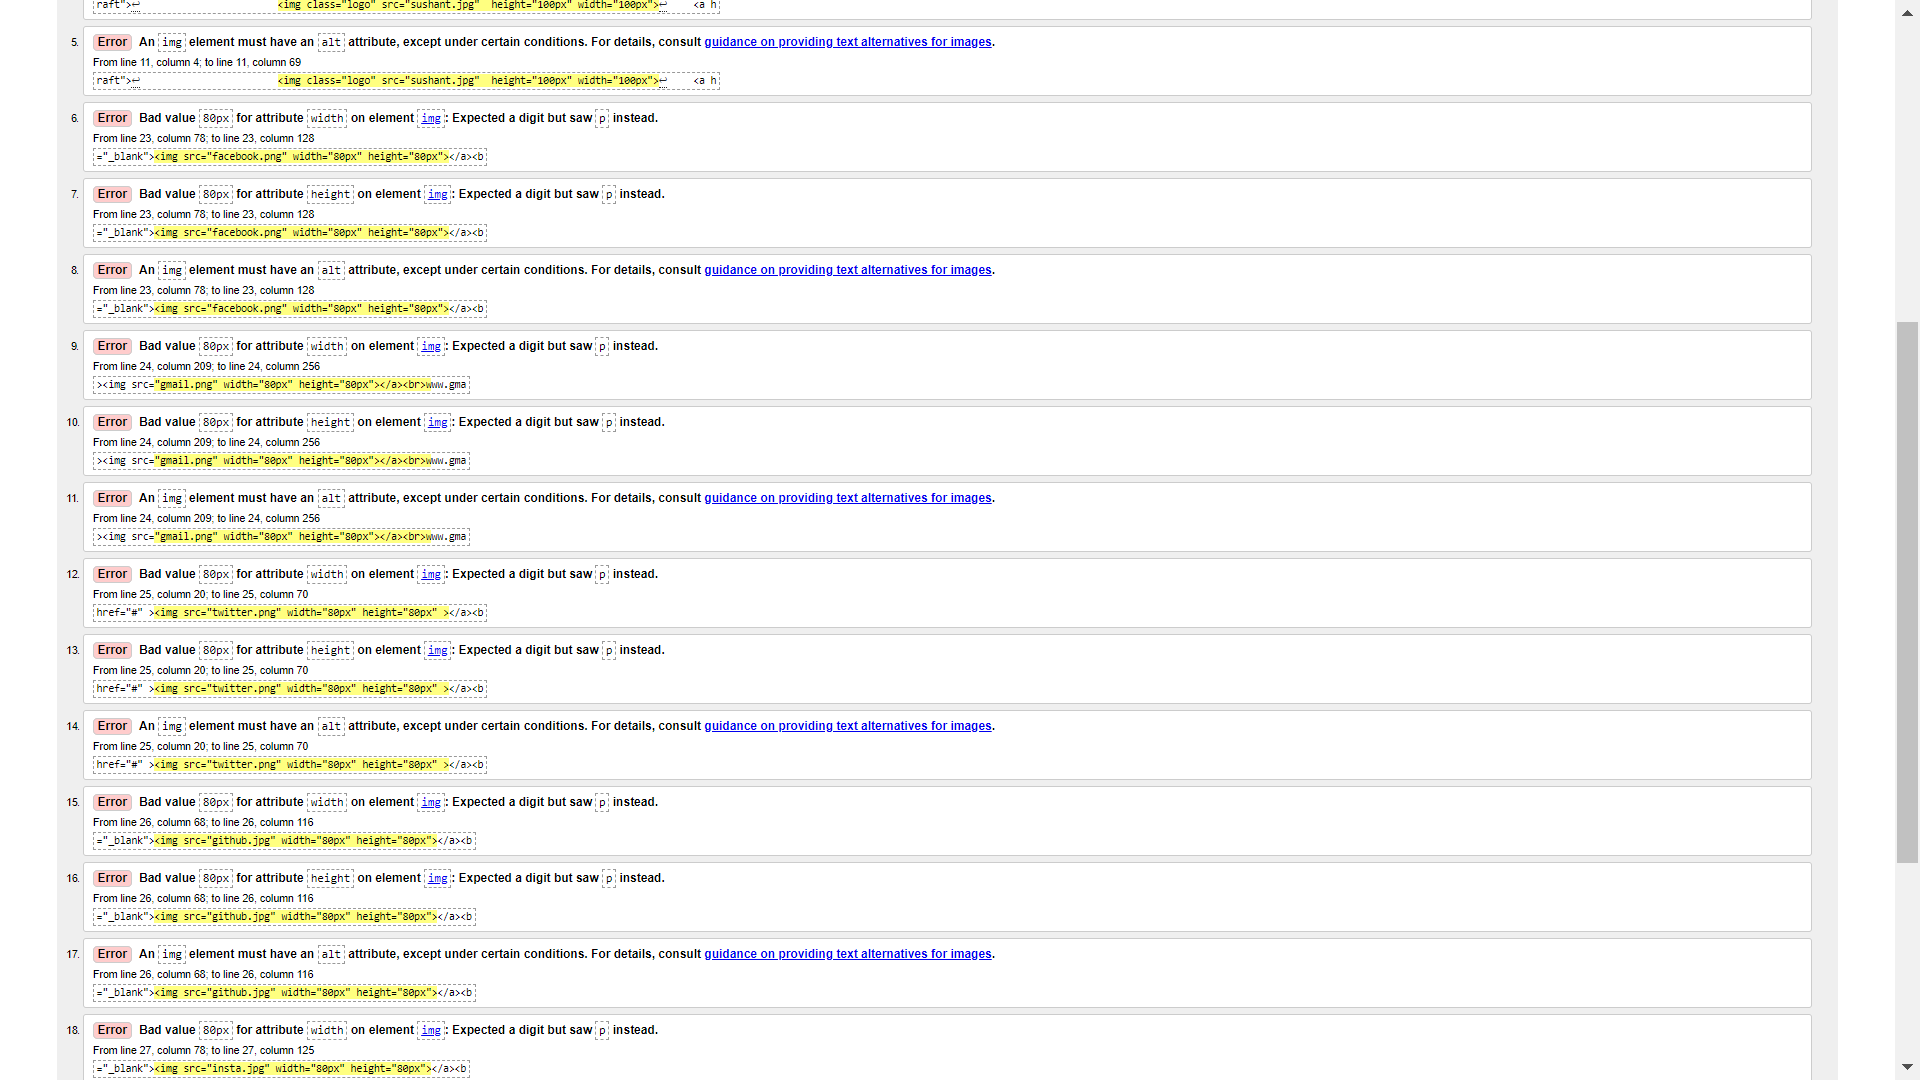 raft">↩ <img class="logo" src="sushant.jpg" height="100px" width="100px">↩ <a h
5. Error An img element must have an alt attribute, except under certain conditions. For details, consult guidance on providing text alternatives for images.
From line 11, column 4; to line 11, column 69
raft">↩ <img class="logo" src="sushant.jpg" height="100px" width="100px">↩ <a h
6. Error Bad value 80px for attribute width on element img: Expected a digit but saw p instead.
From line 23, column 78; to line 23, column 128
="_blank"><img src="facebook.png" width="80px" height="80px"></a><b
7. Error Bad value 80px for attribute height on element img: Expected a digit but saw p instead.
From line 23, column 78; to line 23, column 128
="_blank"><img src="facebook.png" width="80px" height="80px"></a><b
8. Error An img element must have an alt attribute, except under certain conditions. For details, consult guidance on providing text alternatives for images.
From line 23, column 78; to line 23, column 128
="_blank"><img src="facebook.png" width="80px" height="80px"></a><b
9. Error Bad value 80px for attribute width on element img: Expected a digit but saw p instead.
From line 24, column 209; to line 24, column 256
><img src="gmail.png" width="80px" height="80px"></a><br>www.gma
10. Error Bad value 80px for attribute height on element img: Expected a digit but saw p instead.
From line 24, column 209; to line 24, column 256
><img src="gmail.png" width="80px" height="80px"></a><br>www.gma
11. Error An img element must have an alt attribute, except under certain conditions. For details, consult guidance on providing text alternatives for images.
From line 24, column 209; to line 24, column 256
><img src="gmail.png" width="80px" height="80px"></a><br>www.gma
12. Error Bad value 80px for attribute width on element img: Expected a digit but saw p instead.
From line 25, column 20; to line 25, column 70
href="#" ><img src="twitter.png" width="80px" height="80px" ></a><b
13. Error Bad value 80px for attribute height on element img: Expected a digit but saw p instead.
From line 25, column 20; to line 25, column 70
href="#" ><img src="twitter.png" width="80px" height="80px" ></a><b
14. Error An img element must have an alt attribute, except under certain conditions. For details, consult guidance on providing text alternatives for images.
From line 25, column 20; to line 25, column 70
href="#" ><img src="twitter.png" width="80px" height="80px" ></a><b
15. Error Bad value 80px for attribute width on element img: Expected a digit but saw p instead.
From line 26, column 68; to line 26, column 116
="_blank"><img src="github.jpg" width="80px" height="80px"></a><b
16. Error Bad value 80px for attribute height on element img: Expected a digit but saw p instead.
From line 26, column 68; to line 26, column 116
="_blank"><img src="github.jpg" width="80px" height="80px"></a><b
17. Error An img element must have an alt attribute, except under certain conditions. For details, consult guidance on providing text alternatives for images.
From line 26, column 68; to line 26, column 116
="_blank"><img src="github.jpg" width="80px" height="80px"></a><b
18. Error Bad value 80px for attribute width on element img: Expected a digit but saw p instead.
From line 27, column 78; to line 27, column 125
="_blank"><img src="insta.jpg" width="80px" height="80px"></a><b